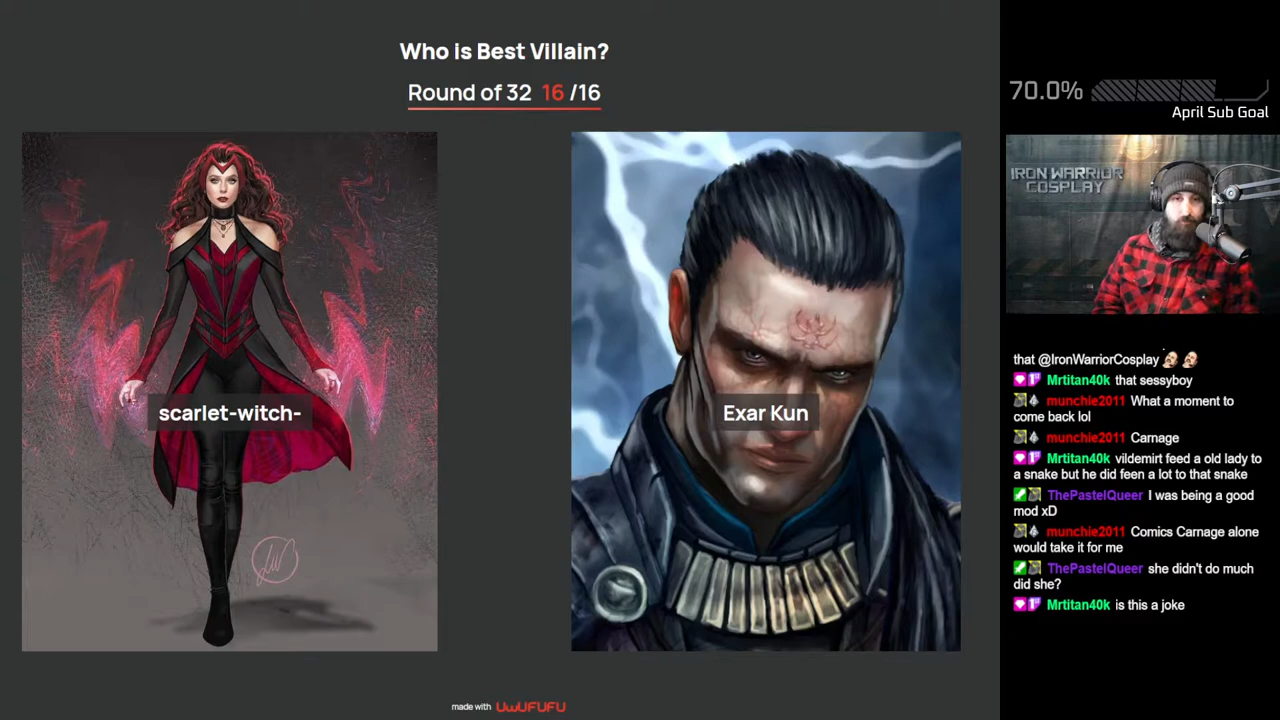 Who is Best Villain?
Round of 32 16 /16
scarlet-witch-
Exar Kun
made with UWUFUFU
70.0%
April Sub Goal
IRON WARRIOR
COSPLAY
that @IronWarriorCosplay
Mrtitan40k that sessyboy
munchie2011 What a moment to
come back lol
munchie2011 Carnage
Mrtitan40k vildemirt feed a old lady to
a snake but he did feen a lot to that snake
ThePastelQueer I was being a good
mod xD
munchie2011 Comics Carnage alone
would take it for me
ThePastelQueer she didn't do much
did she?
Mrtitan40k is this a joke